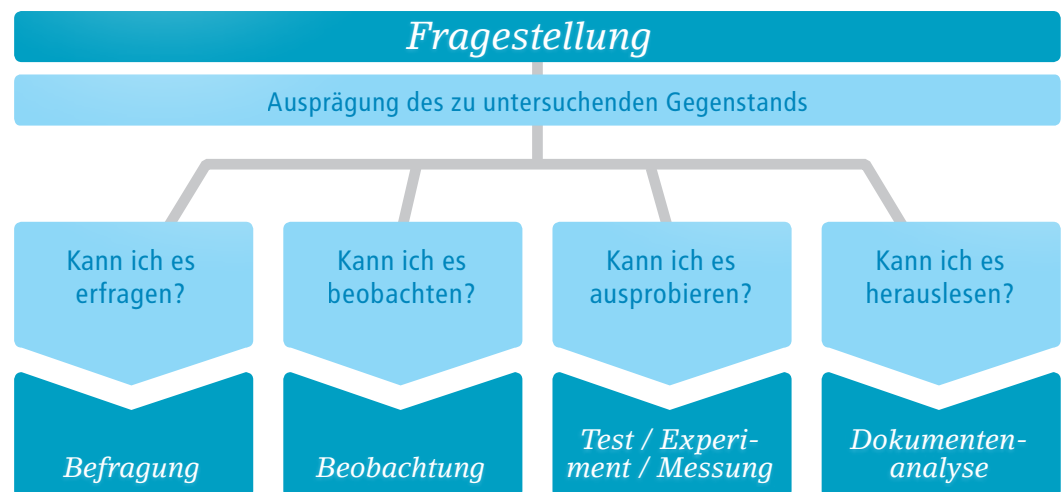 Fragestellung
Ausprägung des zu untersuchenden Gegenstands
Kann ich es
erfragen?
Kann ich es
beobachten?
Kann ich es
ausprobieren?
Kann ich es
herauslesen?
Befragung
Beobachtung
Test / Experi-
ment / Messung
Dokumenten-
analyse